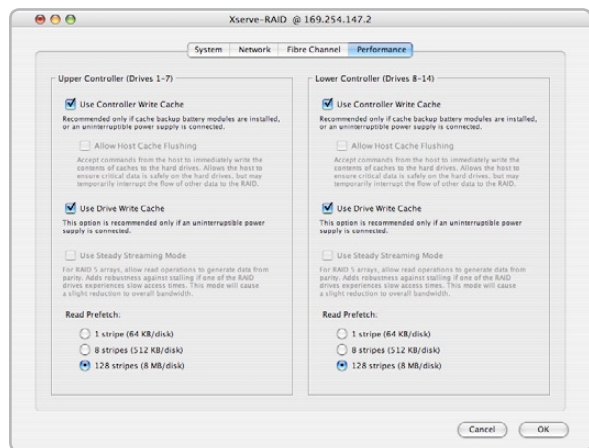 Xserve-RAID @ 169.254.147.2
System Network Fibre Channel Performance
Upper Controller (Drives 1-7)
Use Controller Write Cache
Recommended only if cache backup battery modules are installed,
or an uninterruptible power supply is connected.
Allow Host Cache Flushing
Accept commands from the host to immediately write the
contents of caches to the hard drives. Allows the host to
ensure critical data is safely on the hard drives, but may
temporarily interrupt the flow of other data to the RAID.
Use Drive Write Cache
This option is recommended only if an uninterruptible power
supply is connected.
Use Steady Streaming Mode
For RAID 5 arrays, allow read operations to generate data from
parity. Adds robustness against stalling if one of the RAID
drives experiences slow access times. This mode will cause
a slight reduction to overall bandwidth.
Read Prefetch:
1 stripe (64 KB/disk)
8 stripes (512 KB/disk)
128 stripes (8 MB/disk)
Lower Controller (Drives 8-14)
Use Controller Write Cache
Recommended only if cache backup battery modules are installed,
or an uninterruptible power supply is connected.
Allow Host Cache Flushing
Accept commands from the host to immediately write the
contents of caches to the hard drives. Allows the host to
ensure critical data is safely on the hard drives, but may
temporarily interrupt the flow of other data to the RAID.
Use Drive Write Cache
This option is recommended only if an uninterruptible power
supply is connected.
Use Steady Streaming Mode
For RAID 5 arrays, allow read operations to generate data from
parity. Adds robustness against stalling if one of the RAID
drives experiences slow access times. This mode will cause
a slight reduction to overall bandwidth.
Read Prefetch:
1 stripe (64 KB/disk)
8 stripes (512 KB/disk)
128 stripes (8 MB/disk)
Cancel OK